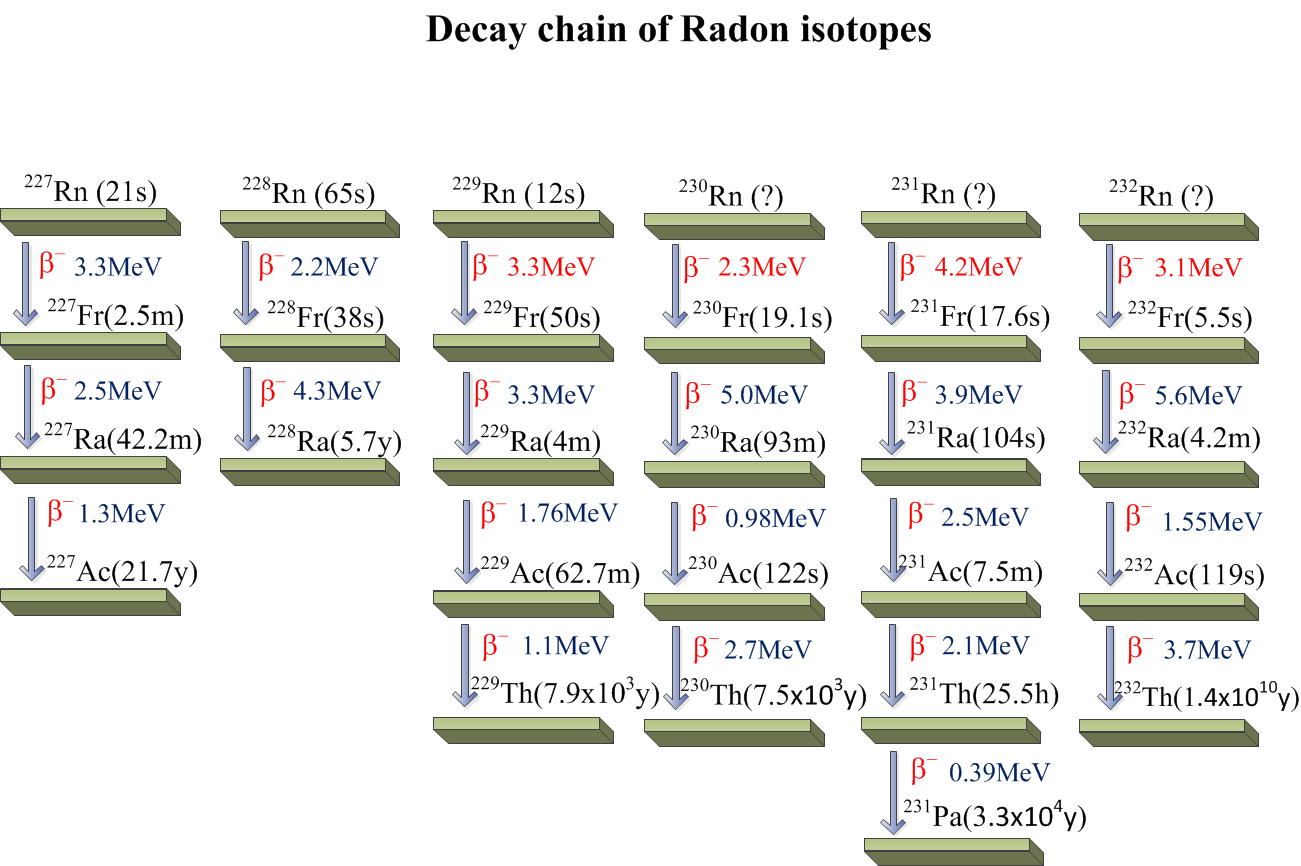 Decay chain of Radon isotopes
²²⁷Rn (21s)
β⁻ 3.3MeV
²²⁷Fr(2.5m)
β⁻ 2.5MeV
²²⁷Ra(42.2m)
β⁻ 1.3MeV
²²⁷Ac(21.7y)
²²⁸Rn (65s)
β⁻ 2.2MeV
²²⁸Fr(38s)
β⁻ 4.3MeV
²²⁸Ra(5.7y)
²²⁹Rn (12s)
β⁻ 3.3MeV
²²⁹Fr(50s)
β⁻ 3.3MeV
²²⁹Ra(4m)
β⁻ 1.76MeV
²²⁹Ac(62.7m)
β⁻ 1.1MeV
²²⁹Th(7.9x10³y)
²³⁰Rn (?)
β⁻ 2.3MeV
²³⁰Fr(19.1s)
β⁻ 5.0MeV
²³⁰Ra(93m)
β⁻ 0.98MeV
²³⁰Ac(122s)
β⁻ 2.7MeV
²³⁰Th(7.5x10³y)
²³¹Rn (?)
β⁻ 4.2MeV
²³¹Fr(17.6s)
β⁻ 3.9MeV
²³¹Ra(104s)
β⁻ 2.5MeV
²³¹Ac(7.5m)
β⁻ 2.1MeV
²³¹Th(25.5h)
β⁻ 0.39MeV
²³¹Pa(3.3x10⁴y)
²³²Rn (?)
β⁻ 3.1MeV
²³²Fr(5.5s)
β⁻ 5.6MeV
²³²Ra(4.2m)
β⁻ 1.55MeV
²³²Ac(119s)
β⁻ 3.7MeV
²³²Th(1.4x10¹⁰y)